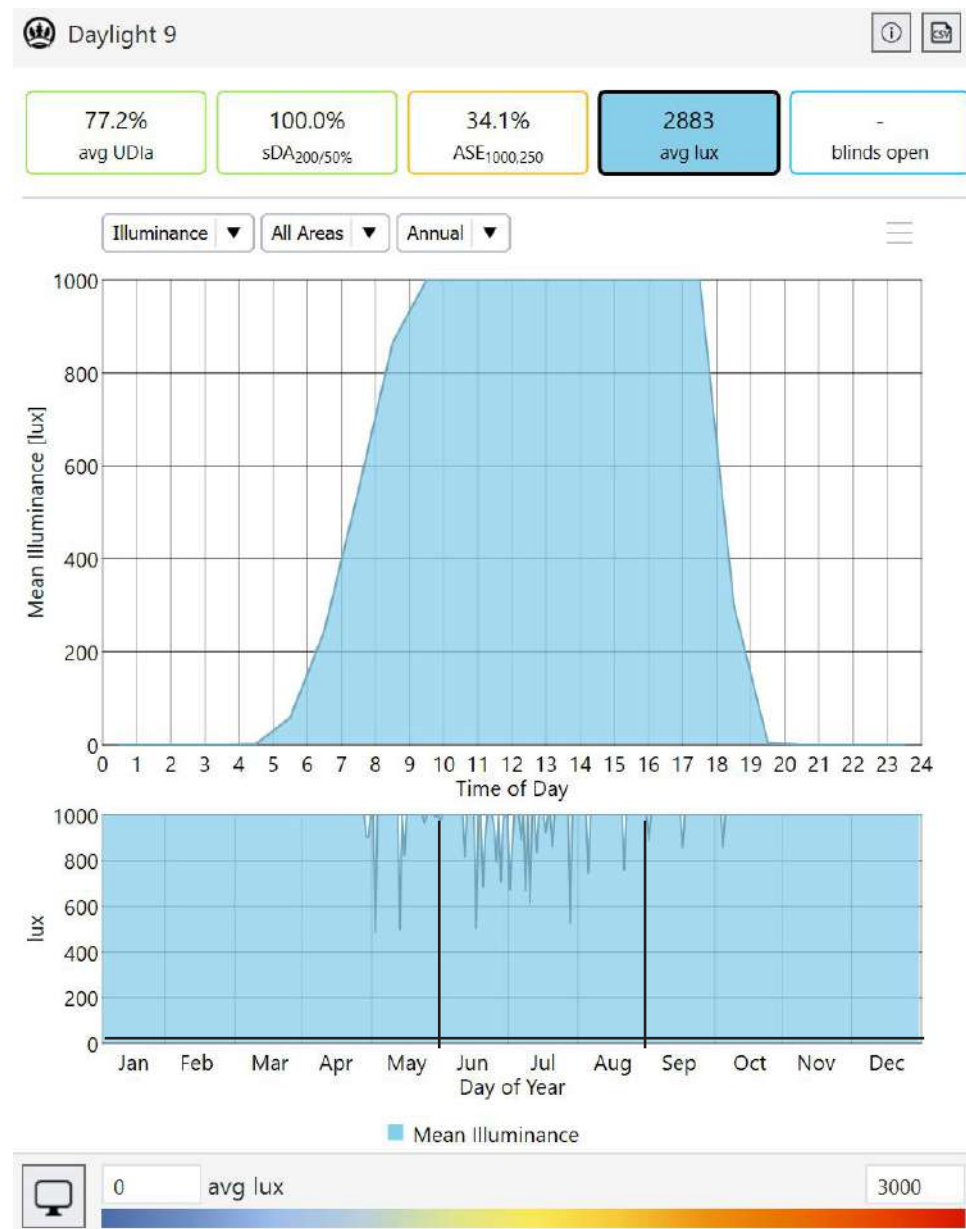 Daylight 9
CSV
77.2% 100.0% 34.1% 2883 -
avg UDIa sDA200/50% ASE1000,250 avg lux blinds open
Illuminance ▼ All Areas ▼ Annual ▼
Mean Illuminance [lux]
1000
800
600
400
200
0
0 1 2 3 4 5 6 7 8 9 10 11 12 13 14 15 16 17 18 19 20 21 22 23 24
Time of Day
lux
1000
800
600
400
200
0
Jan Feb Mar Apr May Jun Jul Aug Sep Oct Nov Dec
Day of Year
Mean Illuminance
0 avg lux 3000